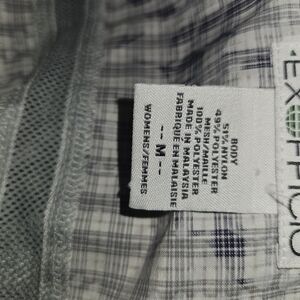 EXOFFICIO
BODY
51% NYLON
49% POLYESTER
MESH/MAILLE
100% POLYESTER
MADE IN MALAYSIA
FABRIQUÉ EN MALAISIE
-- M --
WOMENS/FEMMES